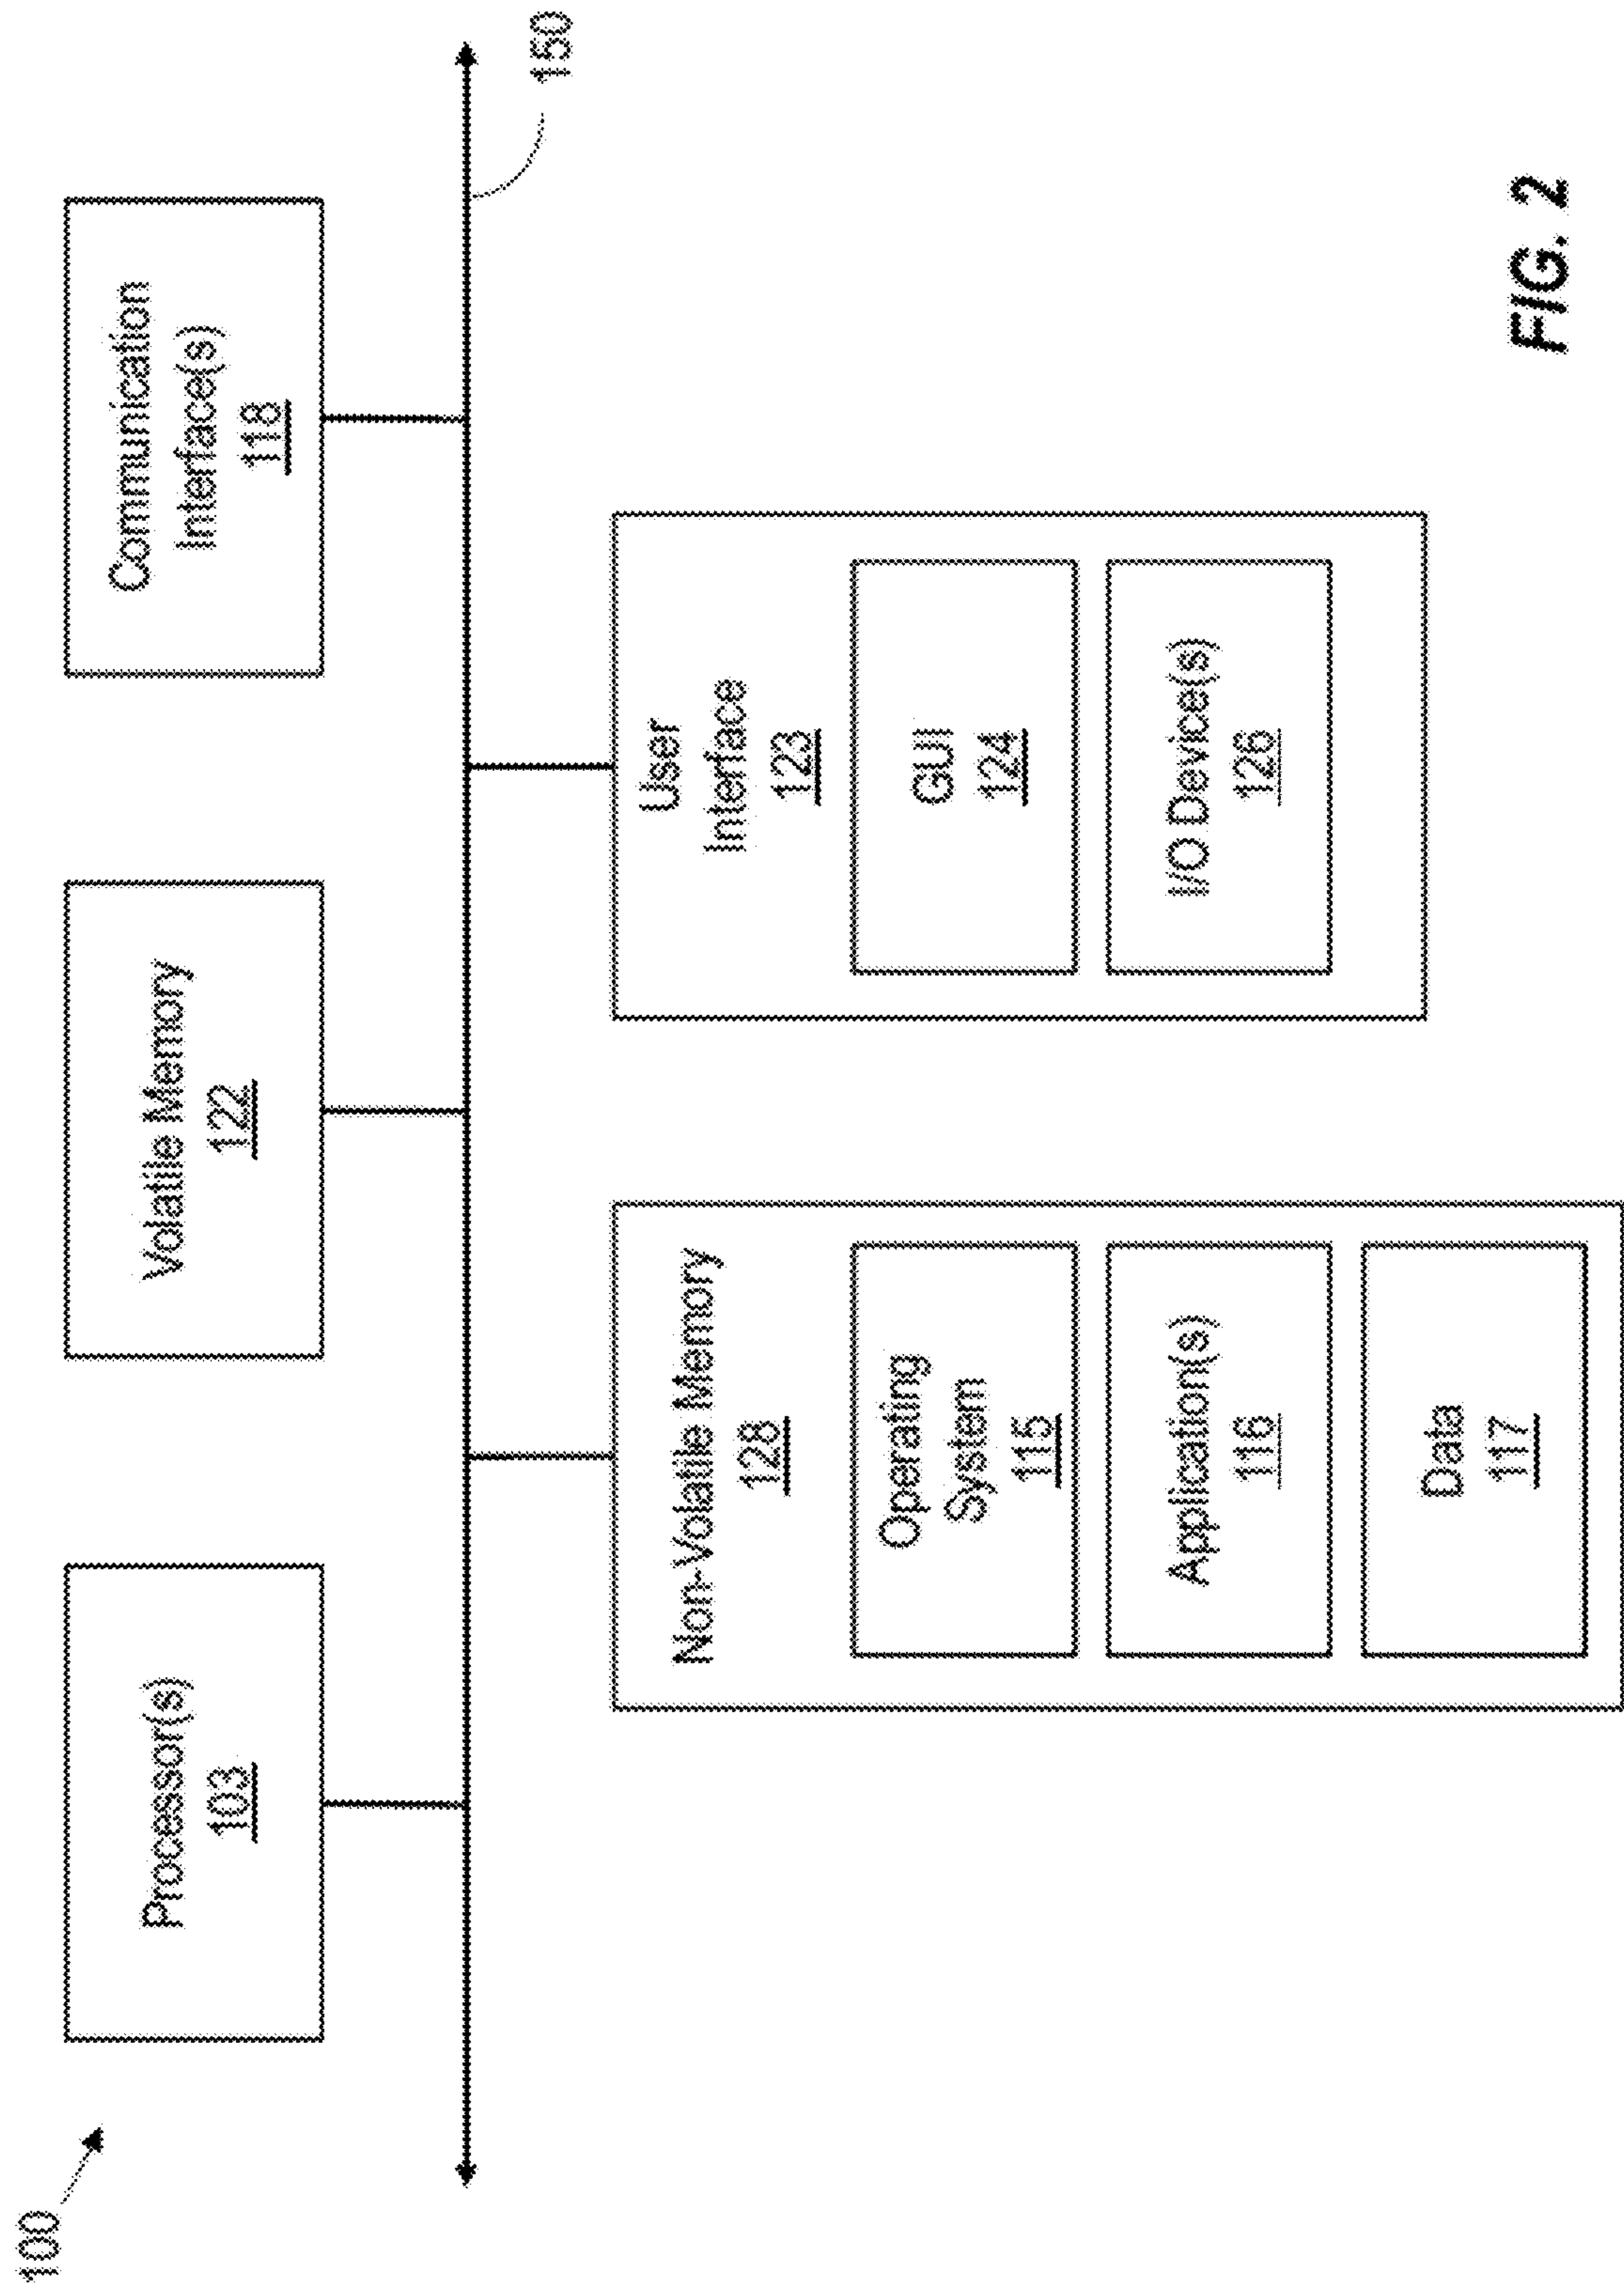 100
Processor(s)
103
Volatile Memory
122
Communication
Interface(s)
118
150
Non-Volatile Memory
128
Operating
System
115
Application(s)
116
Data
117
User
Interface
123
GUI
124
I/O Device(s)
126
FIG. 2